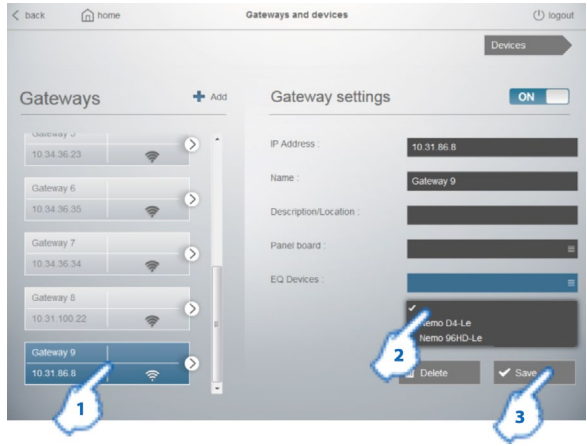 back
home
Gateways and devices
logout
Devices
Gateways
Add
Gateway settings
ON
Gateway 5
10.34.36.23
Gateway 6
10.34.36.35
Gateway 7
10.34.36.34
Gateway 8
10.31.100.22
Gateway 9
10.31.86.8
IP Address :
10.31.86.8
Name :
Gateway 9
Description/Location :
Panel board :
EQ Devices :
Nemo D4-Le
Nemo 96HD-Le
Delete
Save
1
2
3